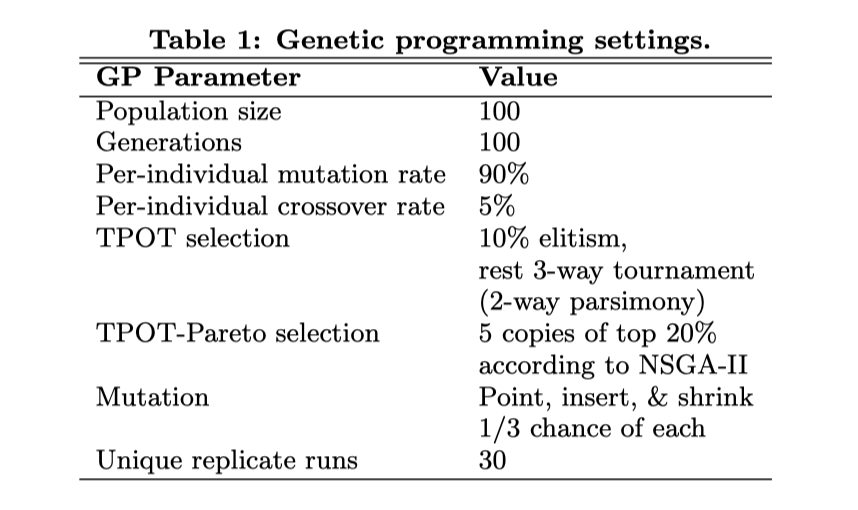 Table 1: Genetic programming settings.
GP Parameter Value
Population size 100
Generations 100
Per-individual mutation rate 90%
Per-individual crossover rate 5%
TPOT selection 10% elitism,
rest 3-way tournament
(2-way parsimony)
TPOT-Pareto selection 5 copies of top 20%
according to NSGA-II
Mutation Point, insert, & shrink
1/3 chance of each
Unique replicate runs 30